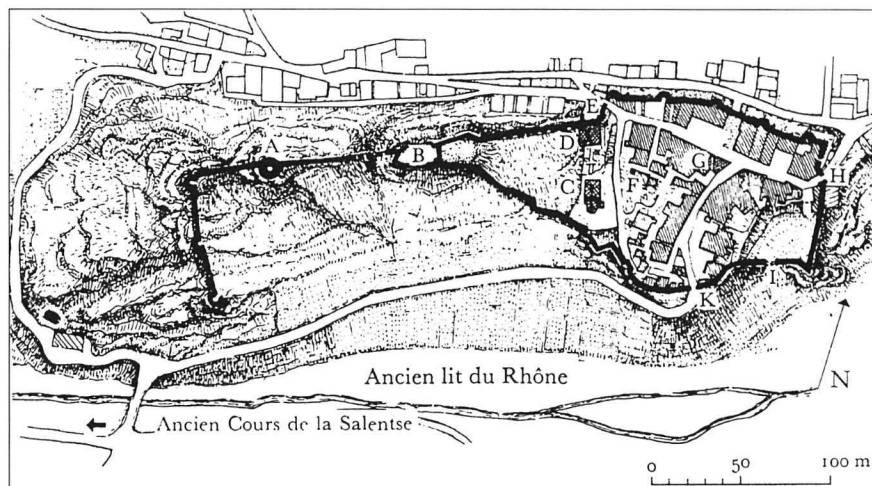 A
B
C
D
E
F
G
H
I
K
Ancien lit du Rhône
N
Ancien Cours de la Salentse
0 50 100 m